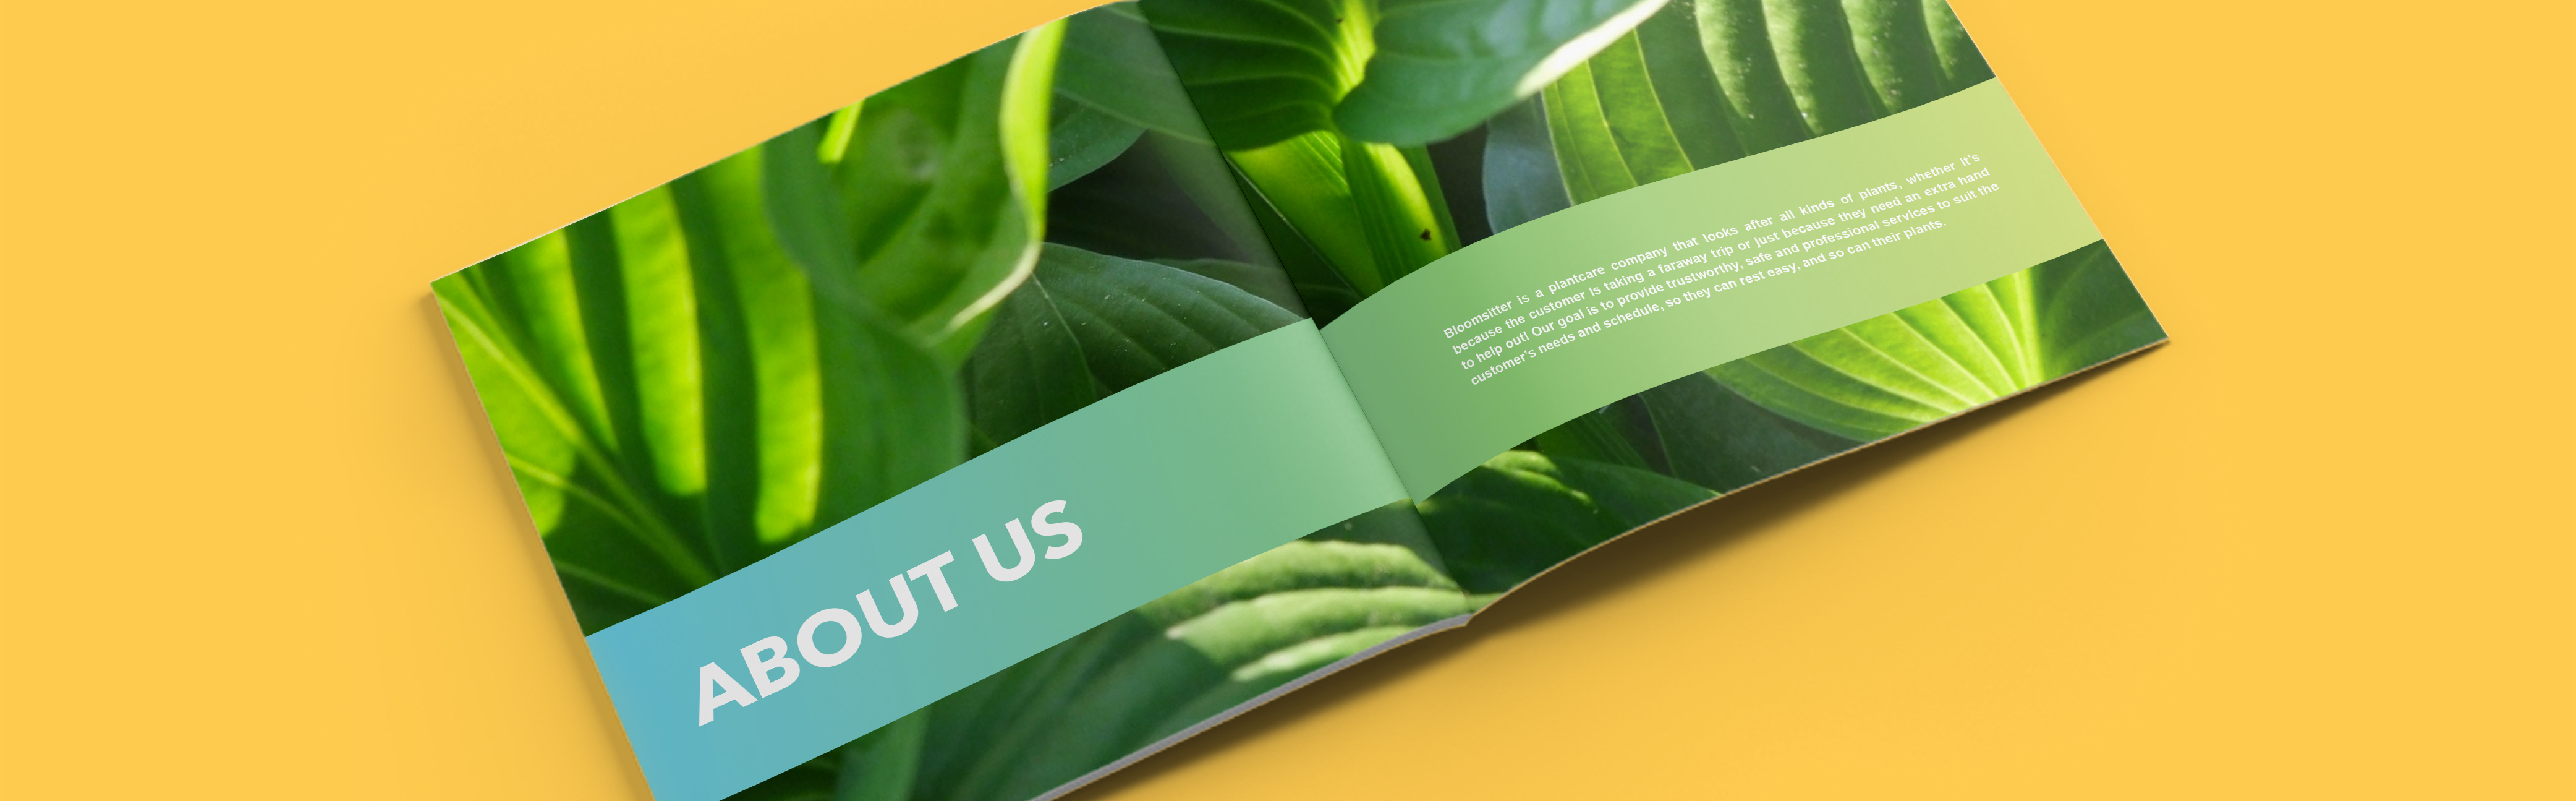 ABOUT US
Bloomsitter is a plantcare company that looks after all kinds of plants, whether it's
because the customer is taking a faraway trip or just because they need an extra hand
to help out! Our goal is to provide trustworthy, safe and professional services to suit the
customer's needs and schedule, so they can rest easy, and so can their plants.